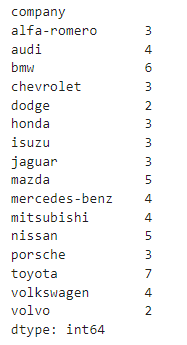 company
alfa-romero 3
audi 4
bmw 6
chevrolet 3
dodge 2
honda 3
isuzu 3
jaguar 3
mazda 5
mercedes-benz 4
mitsubishi 4
nissan 5
porsche 3
toyota 7
volkswagen 4
volvo 2
dtype: int64